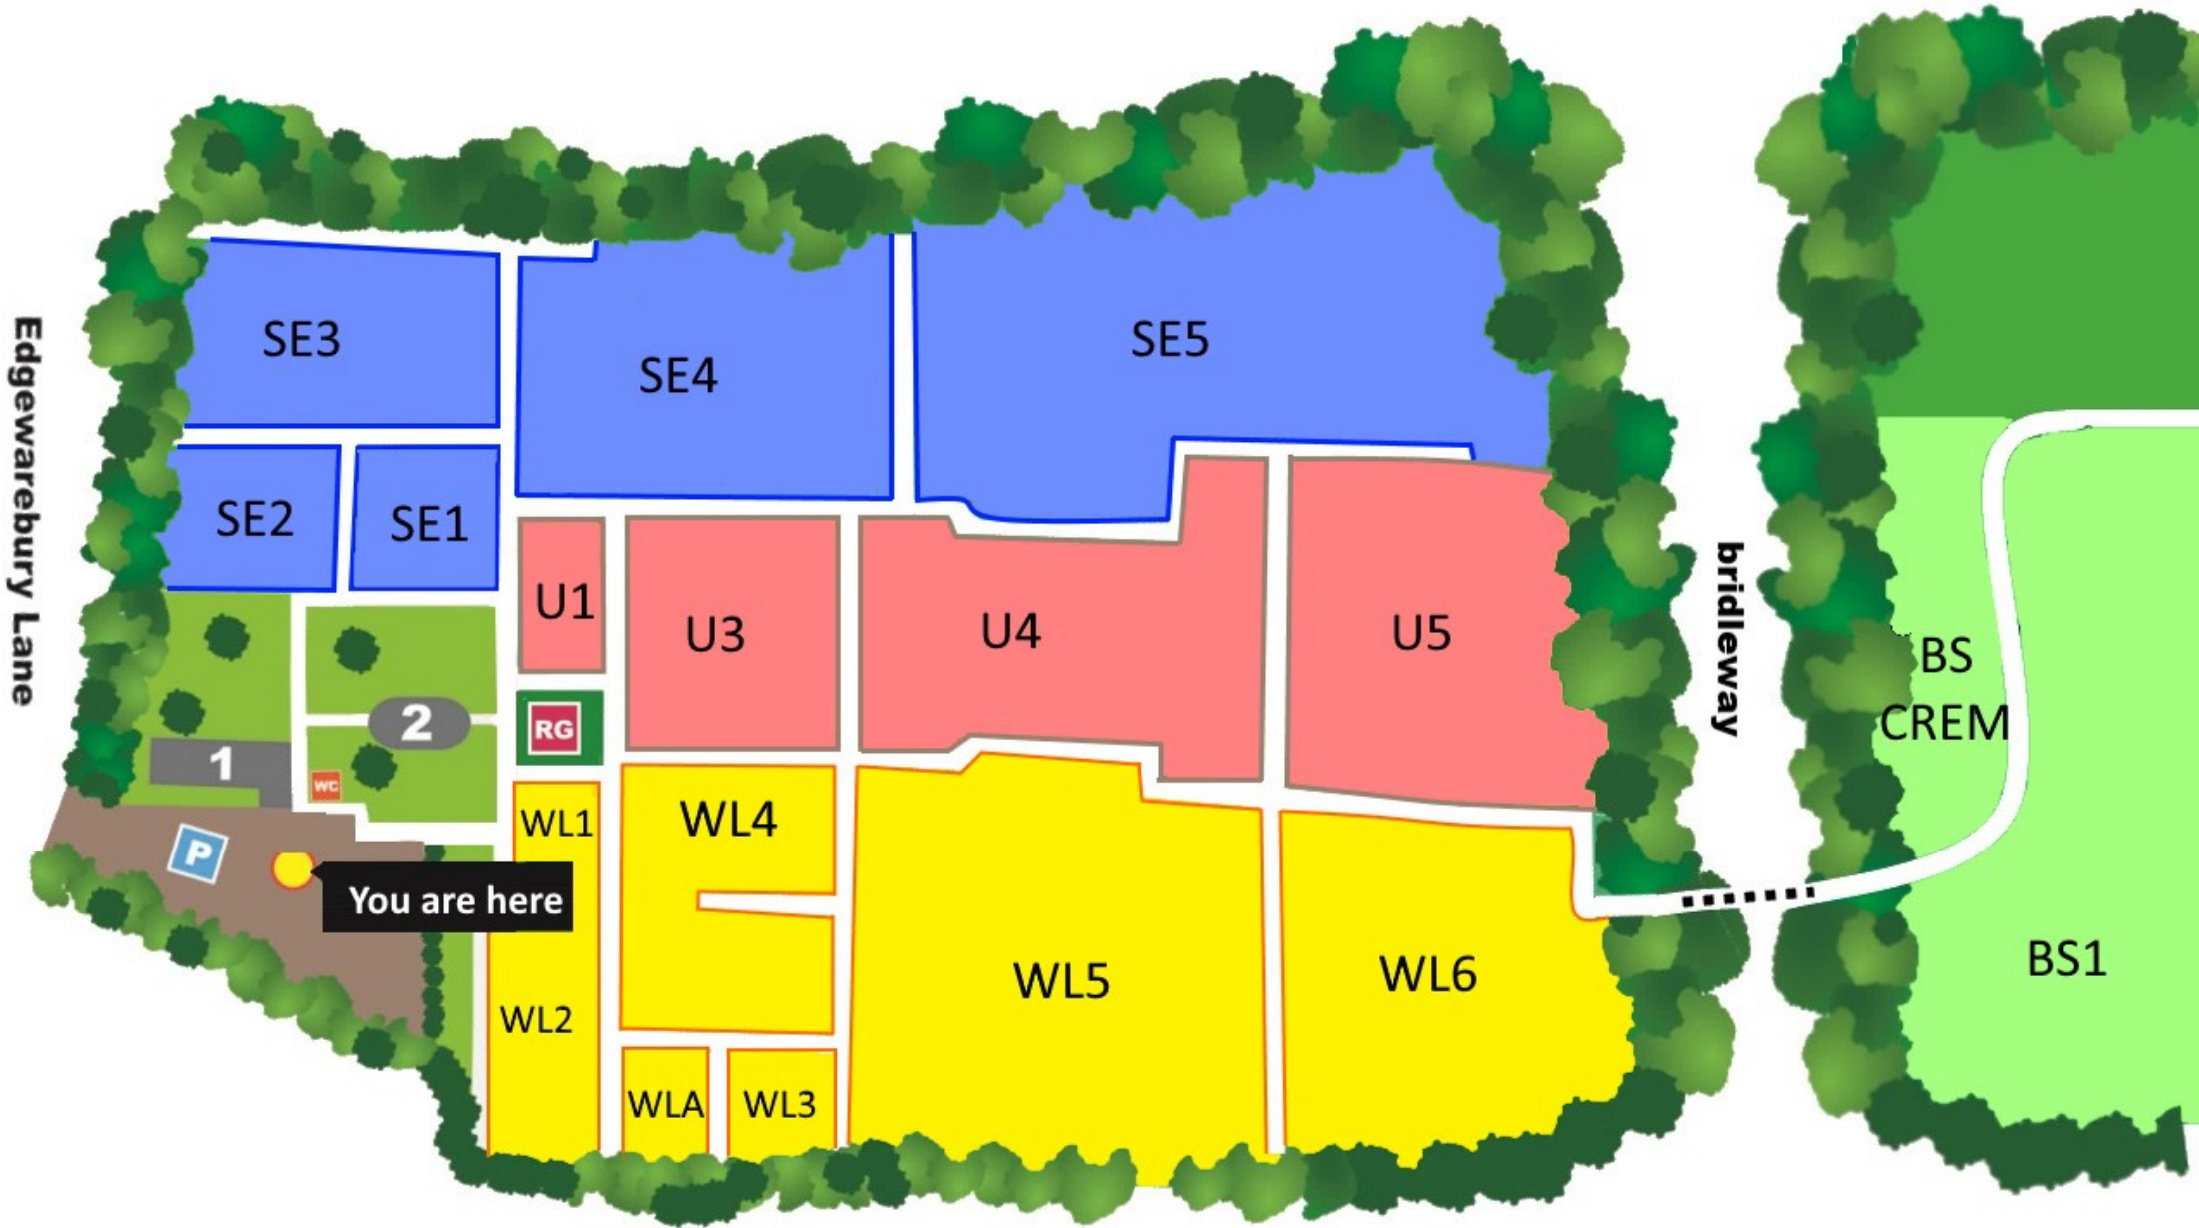 SE3
SE4
SE5
SE2
SE1
Edgewarebury Lane
U1
U3
U4
U5
bridleway
BS
CREM
2
RG
1
WC
P
You are here
WL1
WL4
WL2
WL5
WL6
BS1
WLA
WL3